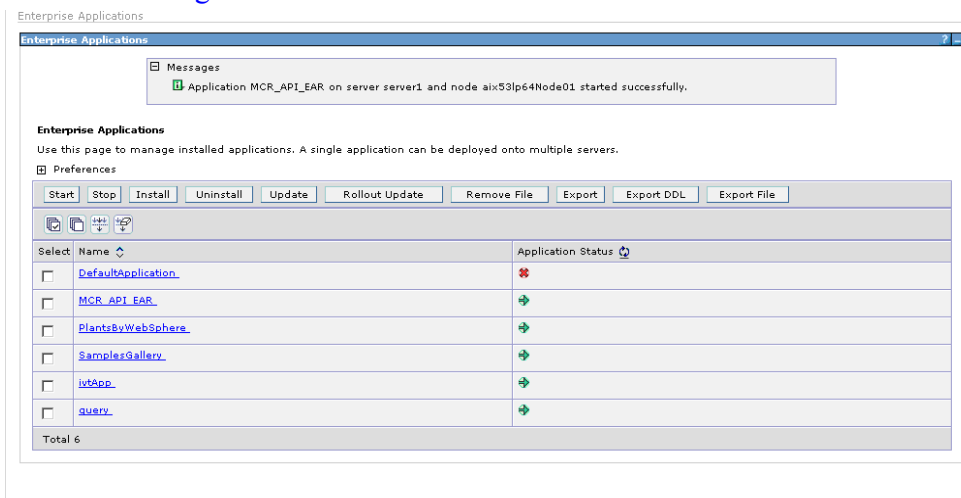 Enterprise Applications
Enterprise Applications ? _
Messages
Application MCR_API_EAR on server server1 and node aix53lp64Node01 started successfully.
Enterprise Applications
Use this page to manage installed applications. A single application can be deployed onto multiple servers.
Preferences
Start Stop Install Uninstall Update Rollout Update Remove File Export Export DDL Export File
Select Name Application Status
DefaultApplication
MCR_API_EAR
PlantsByWebSphere
SamplesGallery
ivtApp
query
Total 6